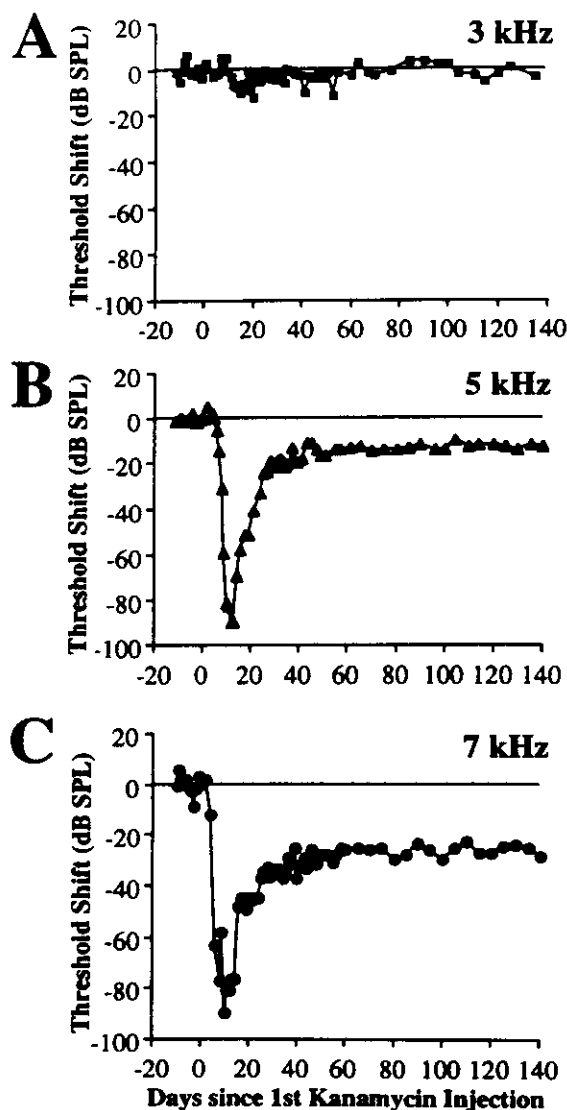 A
3 kHz
Threshold Shift (dB SPL)
20
0
-20
-40
-60
-80
-100
-20 0 20 40 60 80 100 120 140
B
5 kHz
Threshold Shift (dB SPL)
20
0
-20
-40
-60
-80
-100
-20 0 20 40 60 80 100 120 140
C
7 kHz
Threshold Shift (dB SPL)
20
0
-20
-40
-60
-80
-100
-20 0 20 40 60 80 100 120 140
Days since 1st Kanamycin Injection